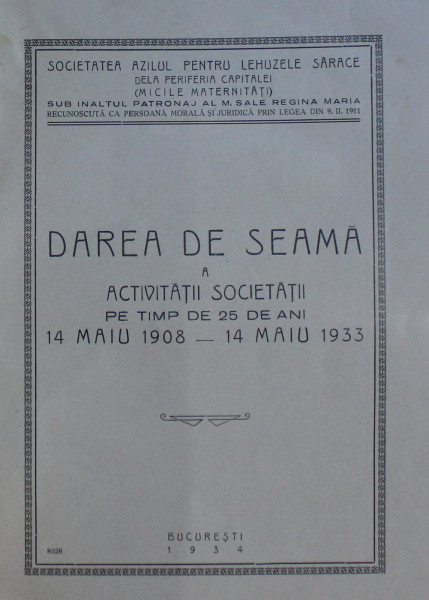 SOCIETATEA AZILUL PENTRU LEHUZELE SĂRACE
DELA PERIFERIA CAPITALEI
(MICILE MATERNITĂȚI)
SUB INALTUL PATRONAJ AL M. SALE REGINA MARIA
RECUNOSCUTĂ CA PERSOANĂ MORALĂ ȘI JURIDICĂ PRIN LEGEA DIN 9. II. 1911
DAREA DE SEAMĂ
A
ACTIVITĂȚII SOCIETĂȚII
PE TIMP DE 25 DE ANI
14 MAIU 1908 — 14 MAIU 1933
BUCUREȘTI
1934
8028